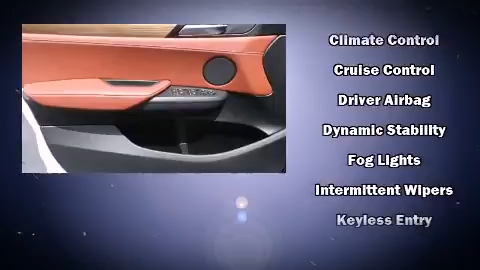 Climate Control
Cruise Control
Driver Airbag
Dynamic Stability
Fog Lights
Intermittent Wipers
Keyless Entry